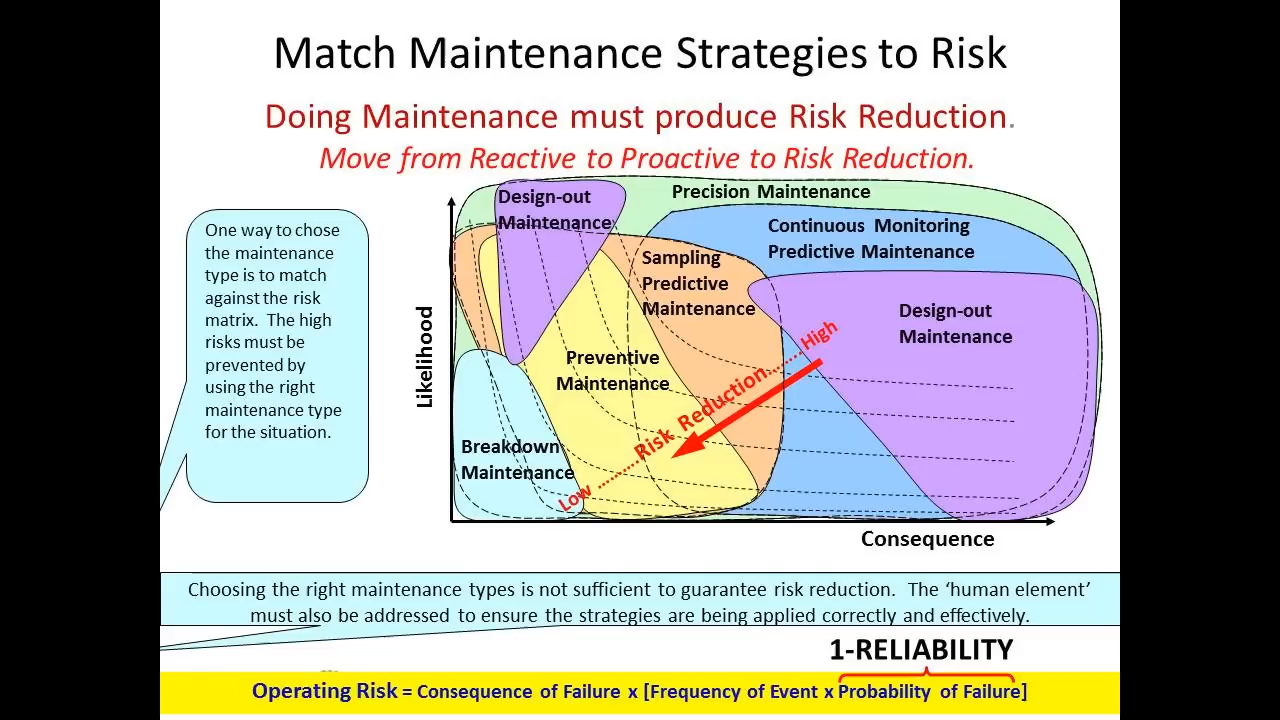 Match Maintenance Strategies to Risk
Doing Maintenance must produce Risk Reduction.
Move from Reactive to Proactive to Risk Reduction.
One way to chose
the maintenance
type is to match
against the risk
matrix. The high
risks must be
prevented by
using the right
maintenance type
for the situation.
Likelihood
Design-out
Maintenance
Precision Maintenance
Continuous Monitoring
Predictive Maintenance
Sampling
Predictive
Maintenance
Design-out
Maintenance
Preventive
Maintenance
Breakdown
Maintenance
Low ........Risk Reduction.......High
Consequence
Choosing the right maintenance types is not sufficient to guarantee risk reduction. The ‘human element’
must also be addressed to ensure the strategies are being applied correctly and effectively.
1-RELIABILITY
Operating Risk = Consequence of Failure x [Frequency of Event x Probability of Failure]